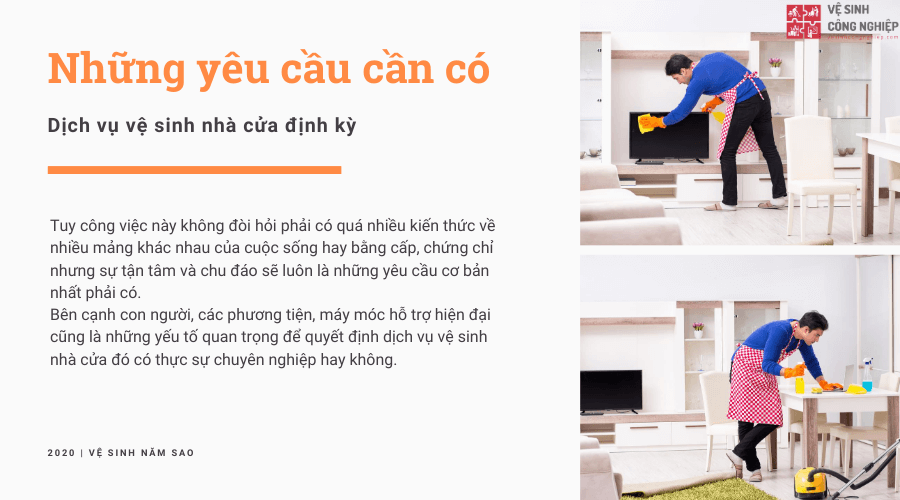 VỆ SINH
CÔNG NGHIỆP
Những yêu cầu cần có
Dịch vụ vệ sinh nhà cửa định kỳ
Tuy công việc này không đòi hỏi phải có quá nhiều kiến thức về
nhiều mảng khác nhau của cuộc sống hay bằng cấp, chứng chỉ
nhưng sự tận tâm và chu đáo sẽ luôn là những yêu cầu cơ bản
nhất phải có.
Bên cạnh con người, các phương tiện, máy móc hỗ trợ hiện đại
cũng là những yếu tố quan trọng để quyết định dịch vụ vệ sinh
nhà cửa đó có thực sự chuyên nghiệp hay không.
2020 | VỆ SINH NĂM SAO